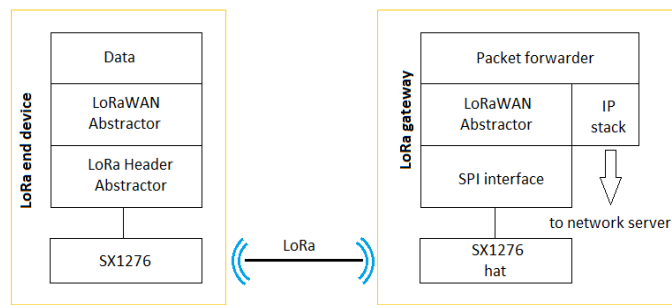 LoRa end device
Data
LoRaWAN
Abstractor
LoRa Header
Abstractor
SX1276
LoRa
LoRa gateway
Packet forwarder
LoRaWAN
Abstractor
IP
stack
SPI interface
to network server
SX1276
hat